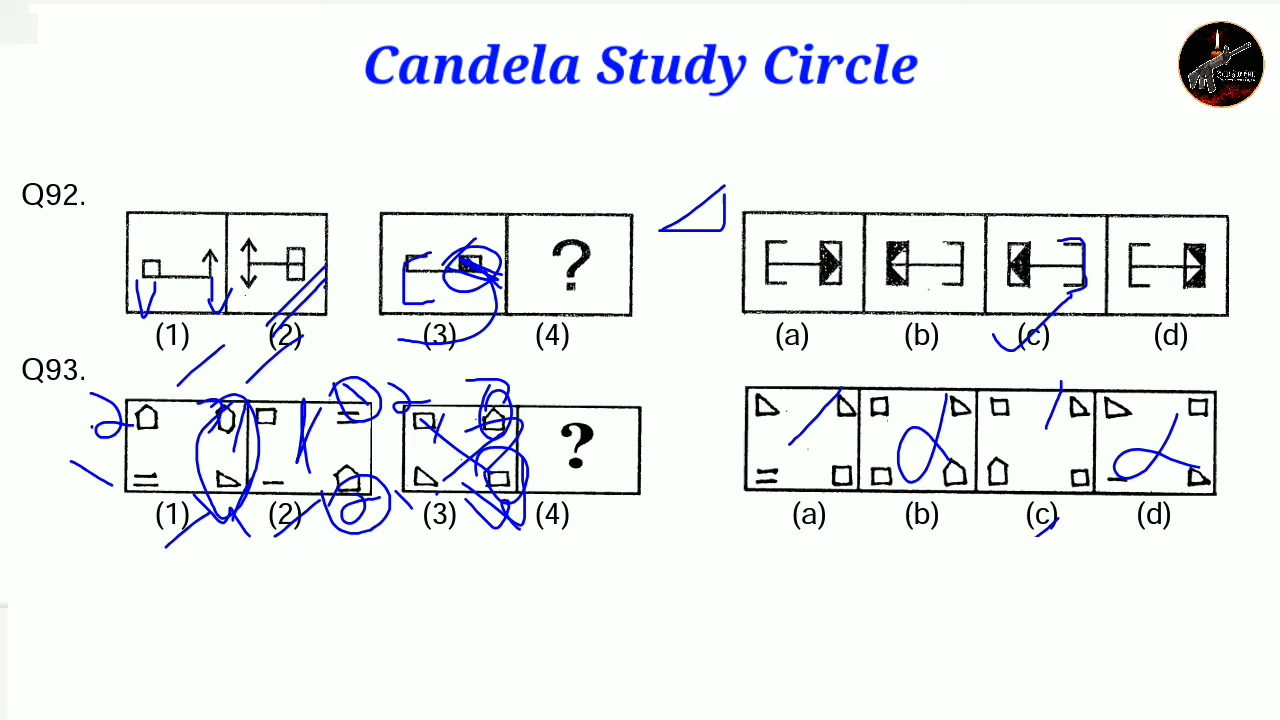 Candela Study Circle
Q92.
?
(1) (2) (3) (4) (a) (b) (c) (d)
Q93.
?
(1) (2) (3) (4) (a) (b) (c) (d)